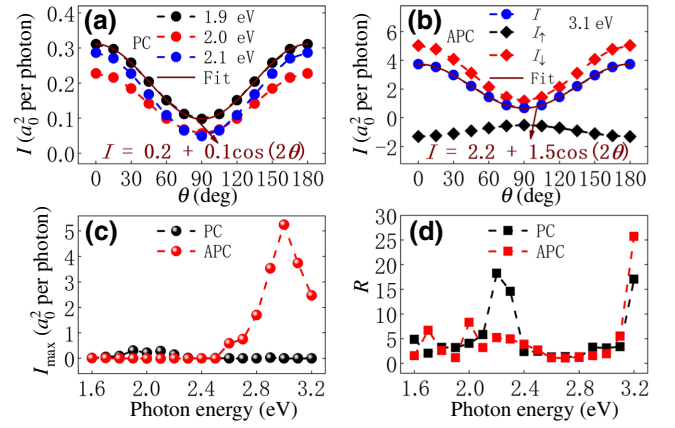 (a)
PC
1.9 eV
2.0 eV
2.1 eV
Fit
I = 0.2 + 0.1cos(2θ)
I (a₀² per photon)
0.4
0.3
0.2
0.1
0.0
0 30 60 90 120 150 180
θ (deg)
(b)
APC
I
I↑
I↓
Fit
3.1 eV
I = 2.2 + 1.5cos(2θ)
I (a₀² per photon)
6
4
2
0
−2
0 30 60 90 120 150 180
θ (deg)
(c)
PC
APC
Imax (a₀² per photon)
5
4
3
2
1
0
1.6 2.0 2.4 2.8 3.2
Photon energy (eV)
(d)
PC
APC
R
30
25
20
15
10
5
0
1.6 2.0 2.4 2.8 3.2
Photon energy (eV)